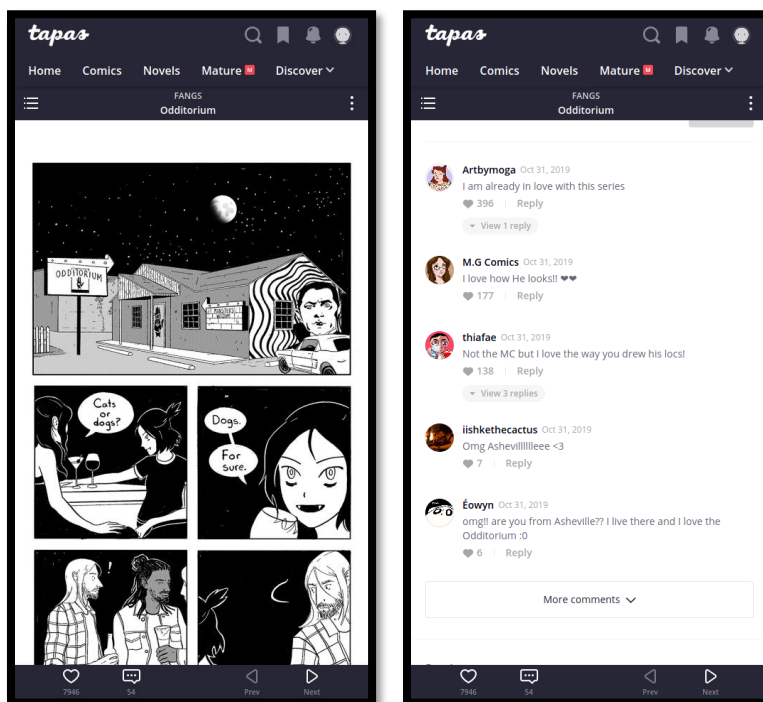 tapas
Home Comics Novels Mature M Discover
FANGS
Odditorium
ODDITORIUM
MONSTERS
Cats
or
dogs?
Dogs.
For
sure.
!
7946 54 Prev Next
tapas
Home Comics Novels Mature M Discover
FANGS
Odditorium
Artbymoga Oct 31, 2019
I am already in love with this series
396 Reply
View 1 reply
M.G Comics Oct 31, 2019
I love how He looks!! ❤❤
177 Reply
thiafae Oct 31, 2019
Not the MC but I love the way you drew his locs!
138 Reply
View 3 replies
iishkethecactus Oct 31, 2019
Omg Ashevillllllleee <3
7 Reply
Éowyn Oct 31, 2019
omg!! are you from Asheville?? I live there and I love the
Odditorium :0
6 Reply
More comments
7946 54 Prev Next